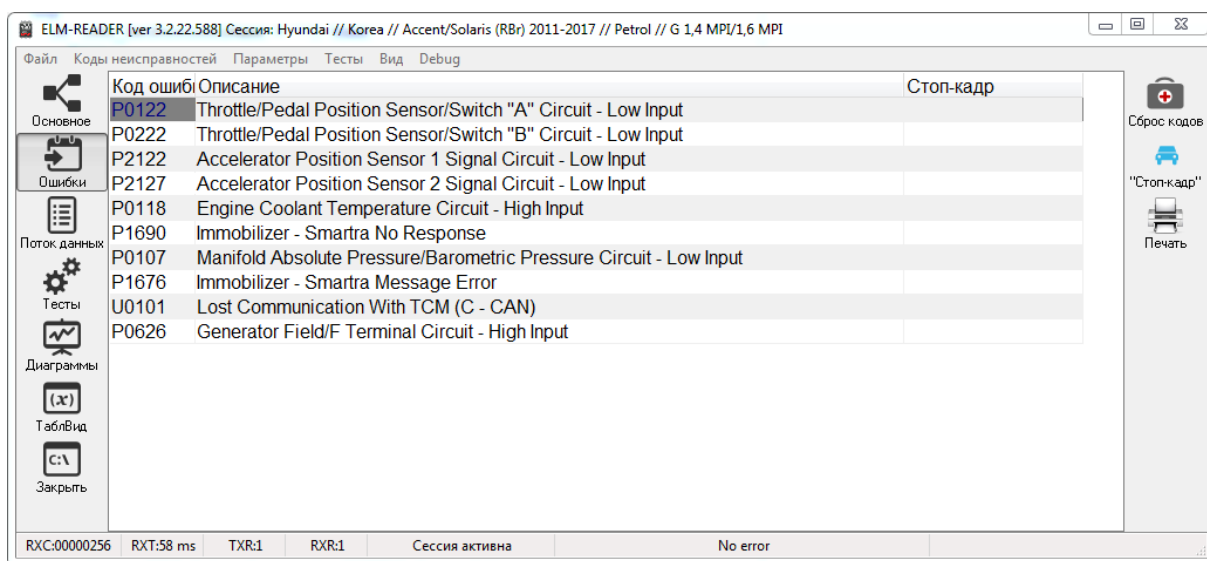 ELM-READER [ver 3.2.22.588] Сессия: Hyundai // Korea // Accent/Solaris (RBr) 2011-2017 // Petrol // G 1,4 MPI/1,6 MPI
Файл Коды неисправностей Параметры Тесты Вид Debug
Код ошиб Описание Стоп-кадр
P0122 Throttle/Pedal Position Sensor/Switch "A" Circuit - Low Input
P0222 Throttle/Pedal Position Sensor/Switch "B" Circuit - Low Input
P2122 Accelerator Position Sensor 1 Signal Circuit - Low Input
P2127 Accelerator Position Sensor 2 Signal Circuit - Low Input
P0118 Engine Coolant Temperature Circuit - High Input
P1690 Immobilizer - Smartra No Response
P0107 Manifold Absolute Pressure/Barometric Pressure Circuit - Low Input
P1676 Immobilizer - Smartra Message Error
U0101 Lost Communication With TCM (C - CAN)
P0626 Generator Field/F Terminal Circuit - High Input
Основное
Ошибки
Поток данных
Тесты
Диаграммы
(x)
ТаблВид
C:\
Закрыть
Сброс кодов
"Стоп-кадр"
Печать
RXC:00000256 RXT:58 ms TXR:1 RXR:1 Сессия активна No error